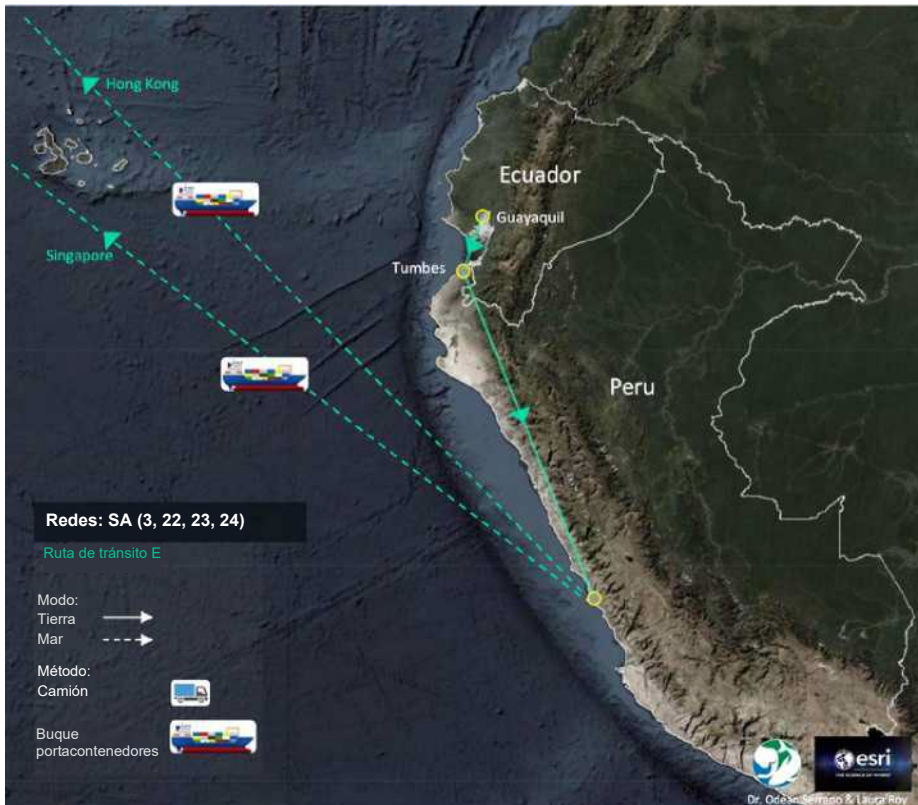 Hong Kong
Ecuador
Guayaquil
Singapore
Tumbes
Peru
Redes: SA (3, 22, 23, 24)
Ruta de tránsito E
Modo:
Tierra
Mar
Método:
Camión
Buque
portacontenedores
esri
Dr. Odean Serrano & Laura Roy